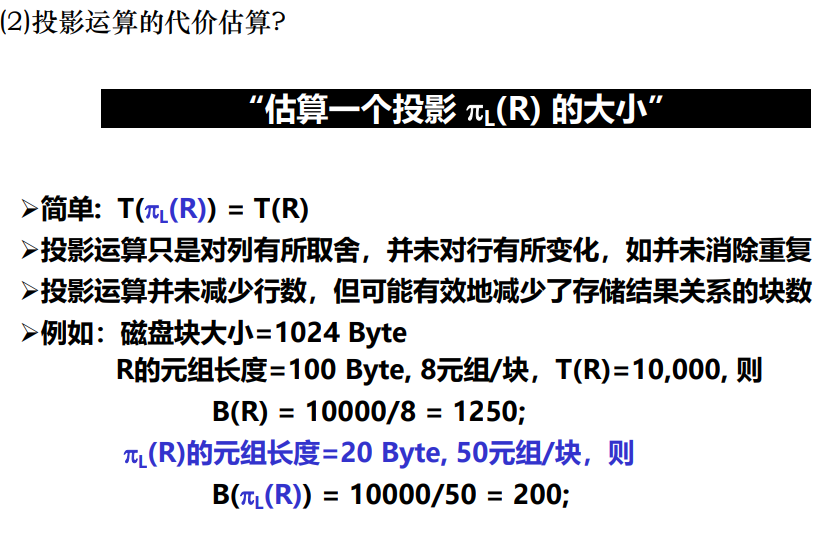 (2)投影运算的代价估算?
“估算一个投影 πL(R) 的大小”
➢简单: T(πL(R)) = T(R)
➢投影运算只是对列有所取舍，并未对行有所变化，如并未消除重复
➢投影运算并未减少行数，但可能有效地减少了存储结果关系的块数
➢例如：磁盘块大小=1024 Byte
R的元组长度=100 Byte, 8元组/块，T(R)=10,000, 则
B(R) = 10000/8 = 1250;
πL(R)的元组长度=20 Byte, 50元组/块，则
B(πL(R)) = 10000/50 = 200;